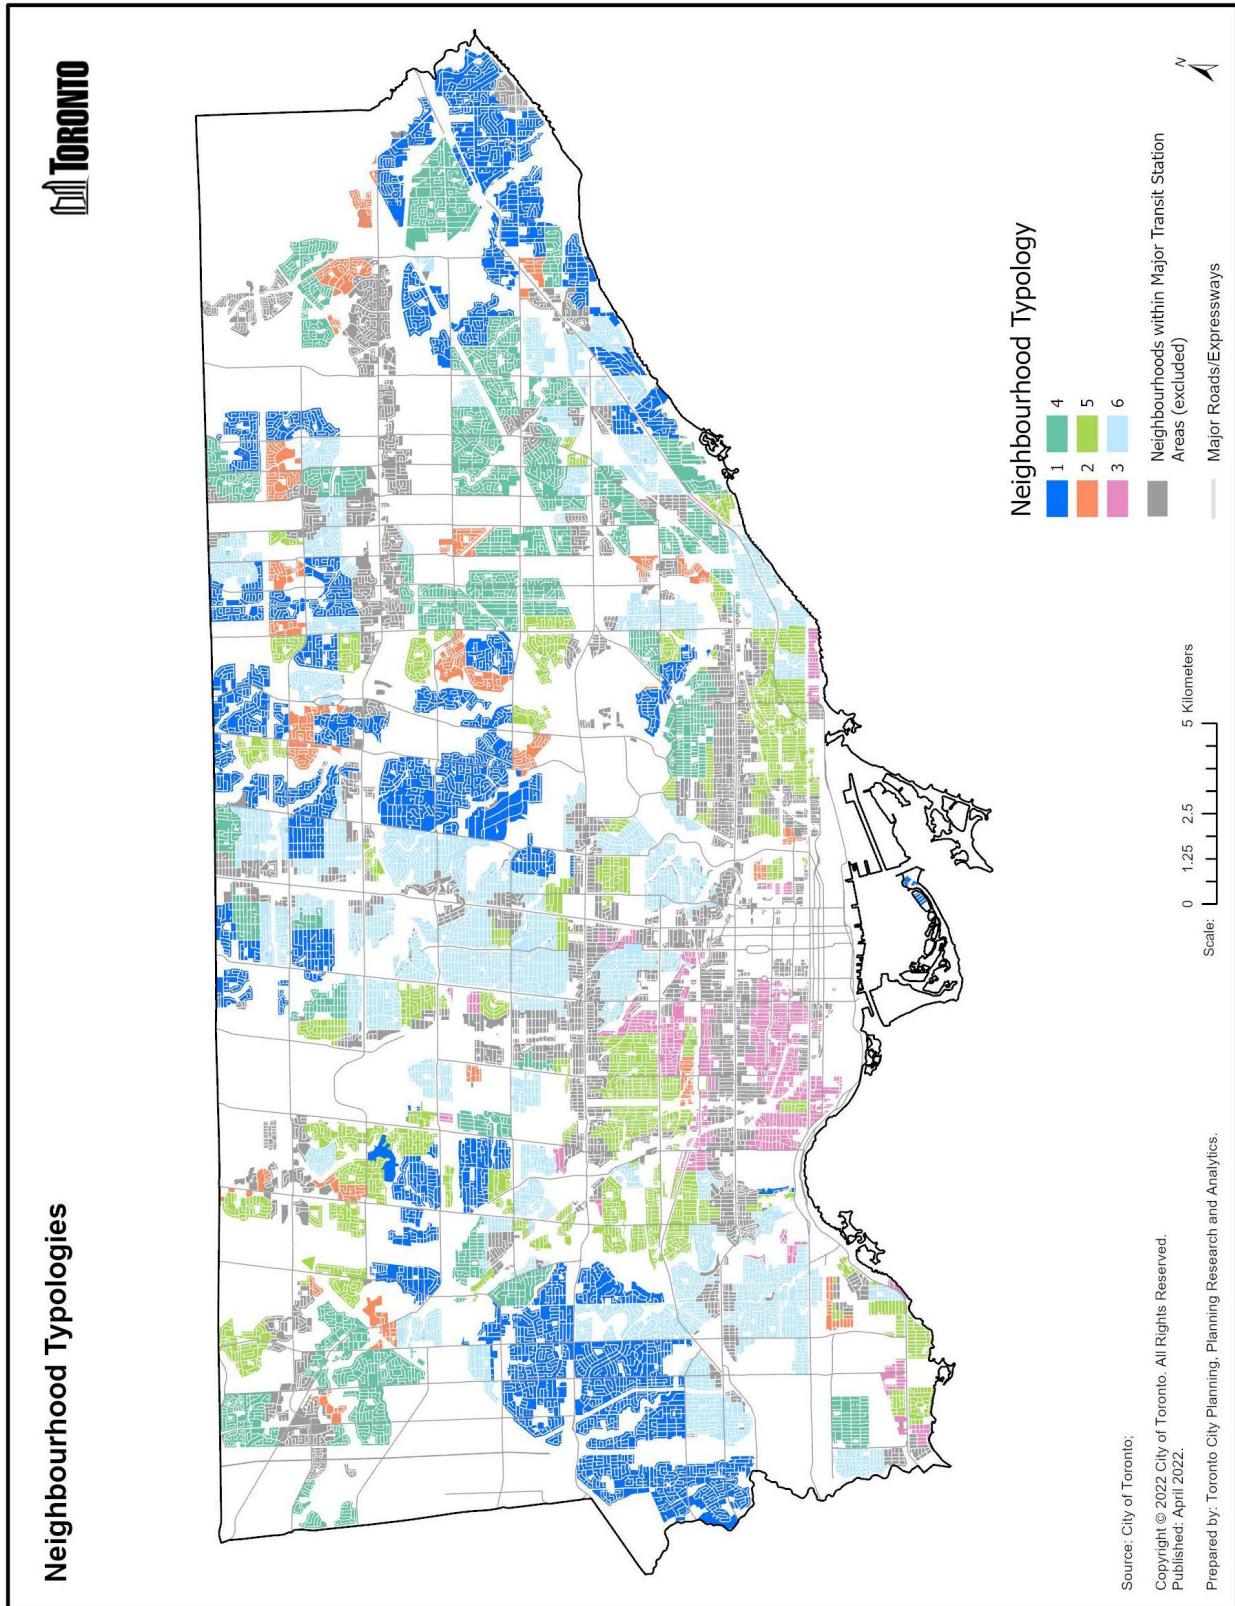 Neighbourhood Typologies
TORONTO
Neighbourhood Typology
1 4
2 5
3 6
Neighbourhoods within Major Transit Station
Areas (excluded)
Major Roads/Expressways
N
Source: City of Toronto;
Copyright © 2022 City of Toronto. All Rights Reserved.
Published: April 2022.
Prepared by: Toronto City Planning, Planning Research and Analytics.
Scale:
0 1.25 2.5 5 Kilometers